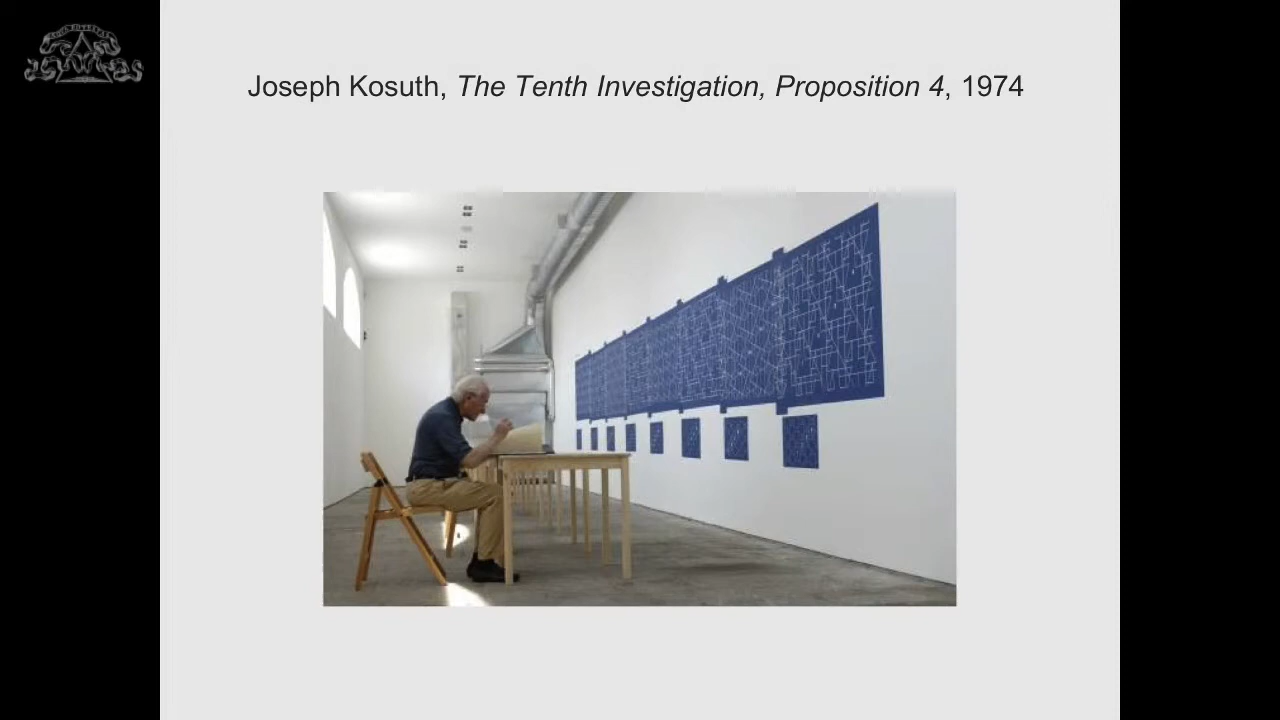 Joseph Kosuth, The Tenth Investigation, Proposition 4, 1974